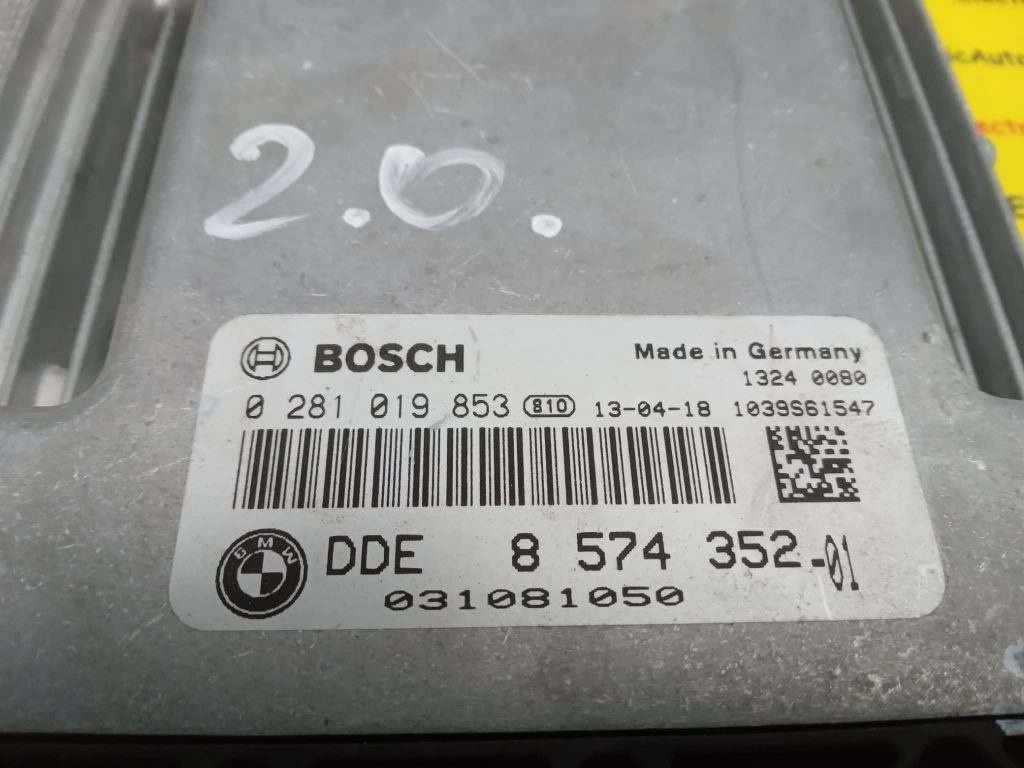 2.0.
BOSCH
Made in Germany
1324 0080
0 281 019 853 810 13-04-18 1039S61547
BMW
DDE 8 574 352-01
031081050